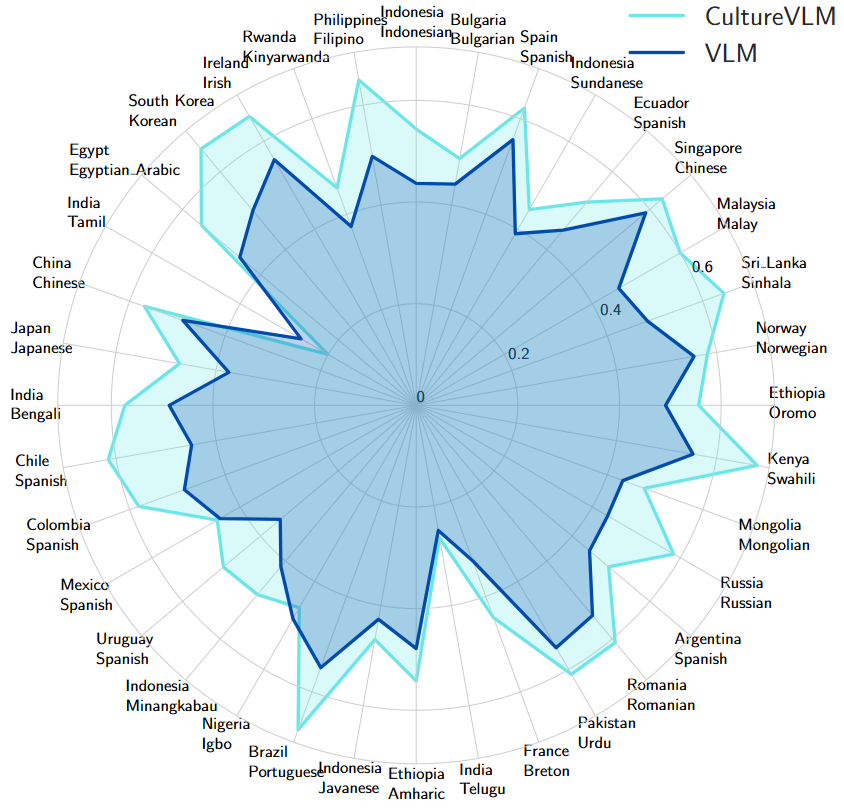 CultureVLM
VLM
Indonesia
Indonesian
Bulgaria
Bulgarian
Spain
Spanish
Indonesia
Sundanese
Ecuador
Spanish
Singapore
Chinese
Malaysia
Malay
Sri_Lanka
Sinhala
Norway
Norwegian
Ethiopia
Oromo
Kenya
Swahili
Mongolia
Mongolian
Russia
Russian
Argentina
Spanish
Romania
Romanian
Pakistan
Urdu
France
Breton
India
Telugu
Ethiopia
Amharic
Indonesia
Javanese
Brazil
Portuguese
Nigeria
Igbo
Indonesia
Minangkabau
Uruguay
Spanish
Mexico
Spanish
Colombia
Spanish
Chile
Spanish
India
Bengali
Japan
Japanese
China
Chinese
India
Tamil
Egypt
Egyptian_Arabic
South Korea
Korean
Ireland
Irish
Rwanda
Kinyarwanda
Philippines
Filipino
0.6
0.4
0.2
0